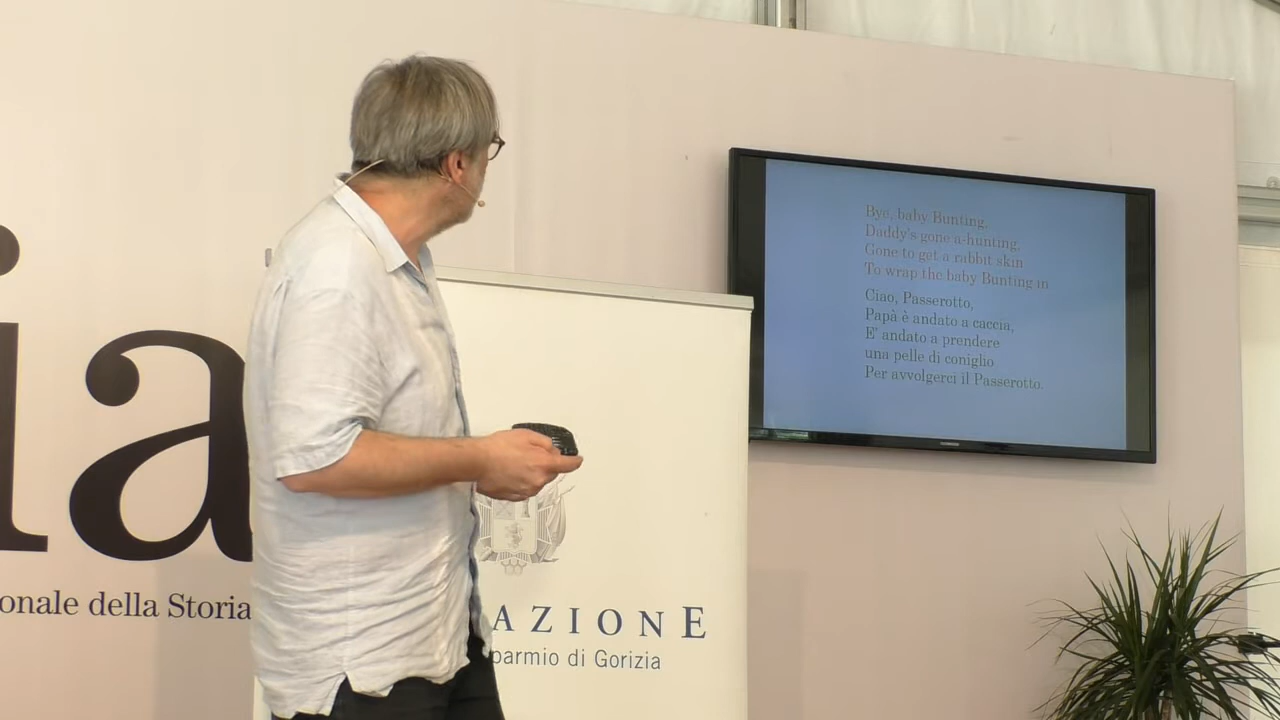 Bye, baby Bunting,
Daddy's gone a-hunting,
Gone to get a rabbit skin
To wrap the baby Bunting in
Ciao, Passerotto,
Papà è andato a caccia,
E' andato a prendere
una pelle di coniglio
Per avvolgerci il Passerotto.
ia
onale della Storia
AZIONE
parmio di Gorizia